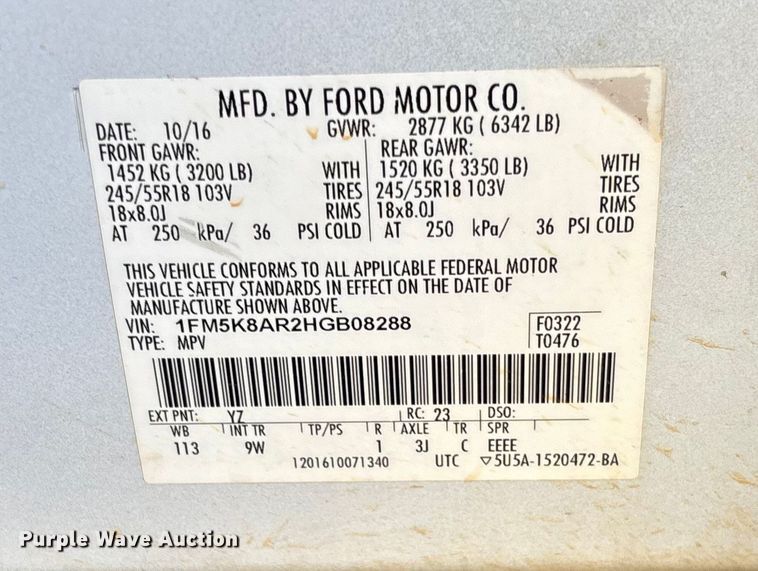 MFD. BY FORD MOTOR CO.
DATE: 10/16 GVWR: 2877 KG ( 6342 LB)
FRONT GAWR: REAR GAWR:
1452 KG ( 3200 LB) WITH 1520 KG ( 3350 LB) WITH
245/55R18 103V TIRES 245/55R18 103V TIRES
18x8.0J RIMS 18x8.0J RIMS
AT 250 kPa/ 36 PSI COLD AT 250 kPa/ 36 PSI COLD
THIS VEHICLE CONFORMS TO ALL APPLICABLE FEDERAL MOTOR
VEHICLE SAFETY STANDARDS IN EFFECT ON THE DATE OF
MANUFACTURE SHOWN ABOVE.
VIN: 1FM5K8AR2HGB08288 F0322
TYPE: MPV T0476
EXT PNT: YZ RC: 23 DSO:
WB INT TR TP/PS R AXLE TR SPR
113 9W 1 3J C EEEE
1201610071340 UTC ▽5U5A-1520472-BA
Purple Wave Auction